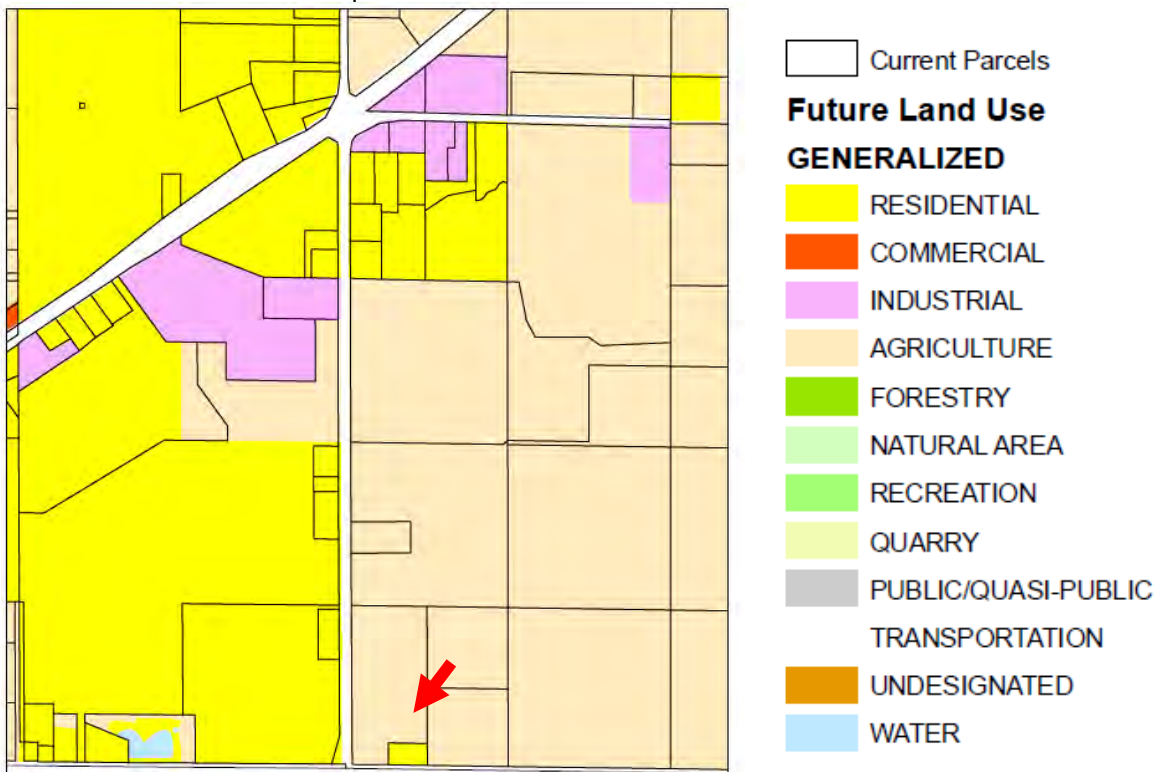 Current Parcels
Future Land Use
GENERALIZED
RESIDENTIAL
COMMERCIAL
INDUSTRIAL
AGRICULTURE
FORESTRY
NATURAL AREA
RECREATION
QUARRY
PUBLIC/QUASI-PUBLIC
TRANSPORTATION
UNDESIGNATED
WATER